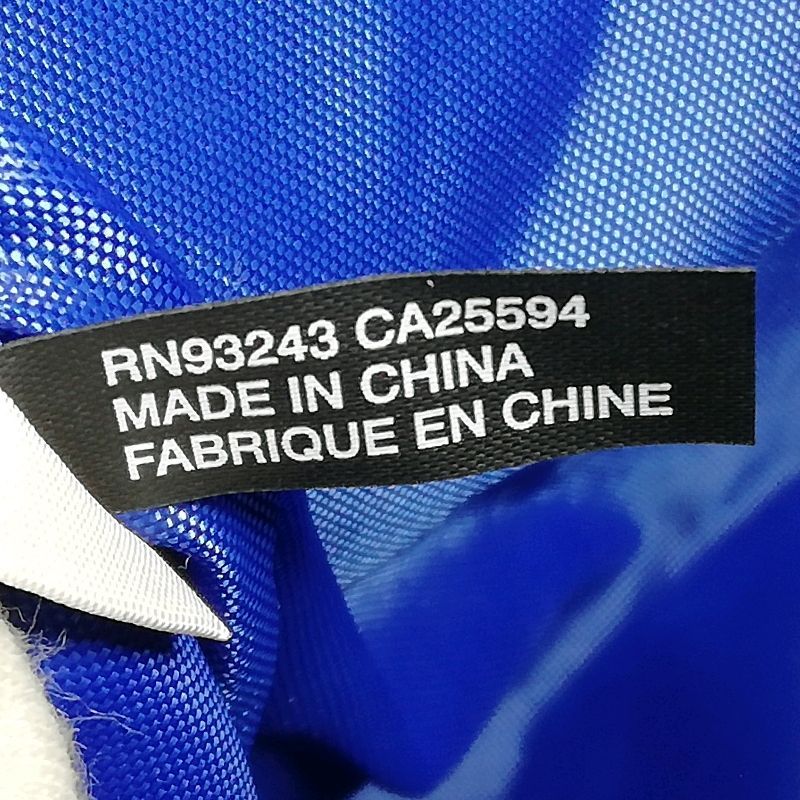 RN93243 CA25594
MADE IN CHINA
FABRIQUE EN CHINE